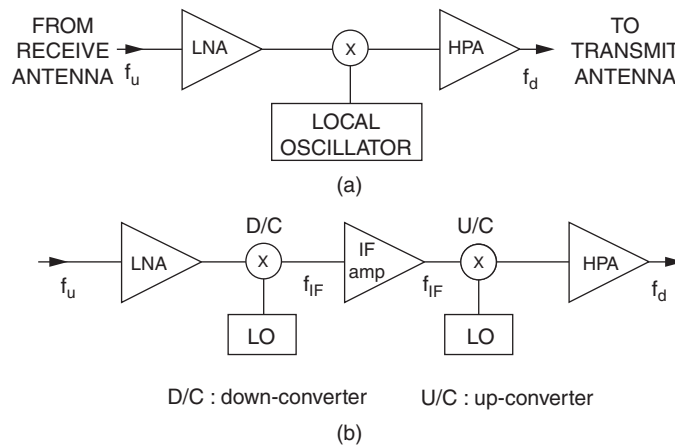 FROM
RECEIVE
ANTENNA
f_u
LNA
X
LOCAL
OSCILLATOR
HPA
f_d
TO
TRANSMIT
ANTENNA
(a)
f_u
LNA
D/C
X
LO
f_IF
IF
amp
f_IF
U/C
X
LO
HPA
f_d
D/C : down-converter
U/C : up-converter
(b)